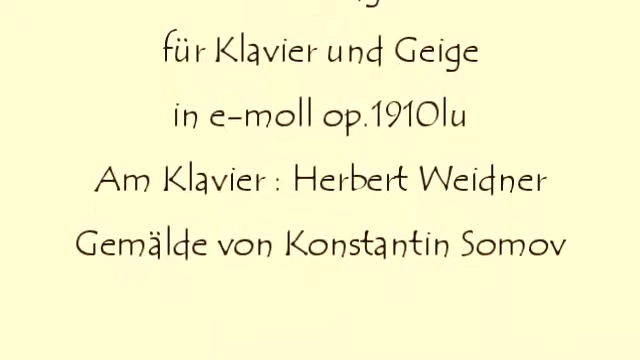 für Klavier und Geige
in e-moll op.1910lu
Am Klavier : Herbert Weidner
Gemälde von Konstantin Somov